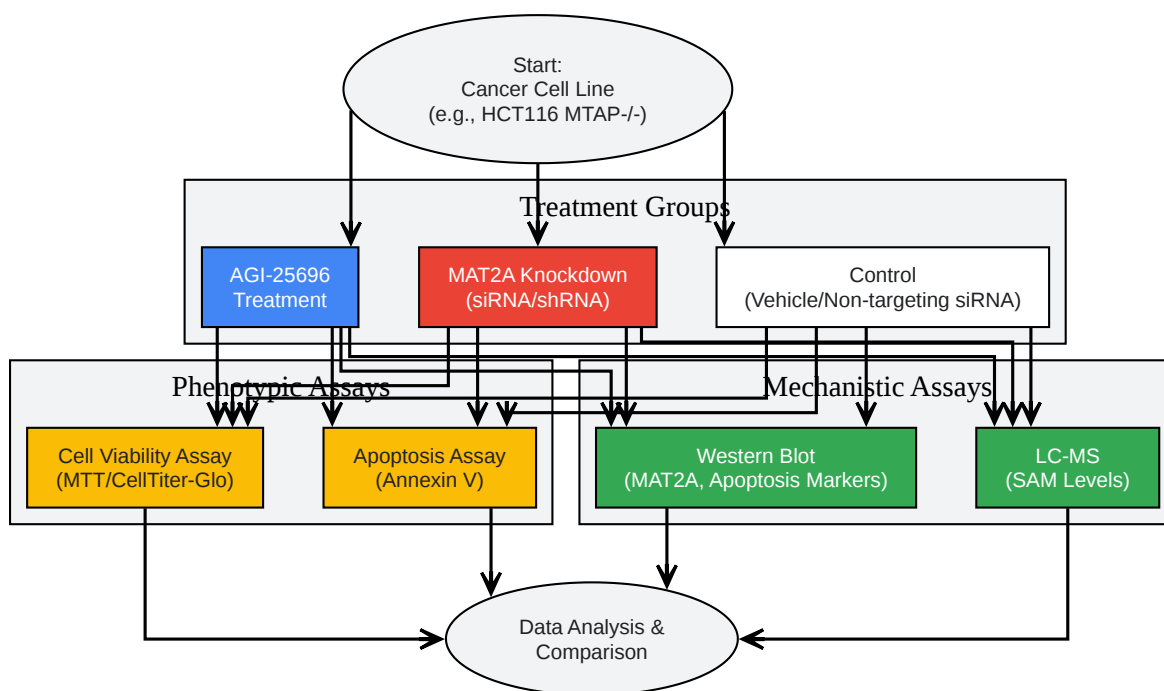 Start:
Cancer Cell Line
(e.g., HCT116 MTAP-/-)
Treatment Groups
AGI-25696
Treatment
MAT2A Knockdown
(siRNA/shRNA)
Control
(Vehicle/Non-targeting siRNA)
Phenotypic Assays
Mechanistic Assays
Cell Viability Assay
(MTT/CellTiter-Glo)
Apoptosis Assay
(Annexin V)
Western Blot
(MAT2A, Apoptosis Markers)
LC-MS
(SAM Levels)
Data Analysis &
Comparison